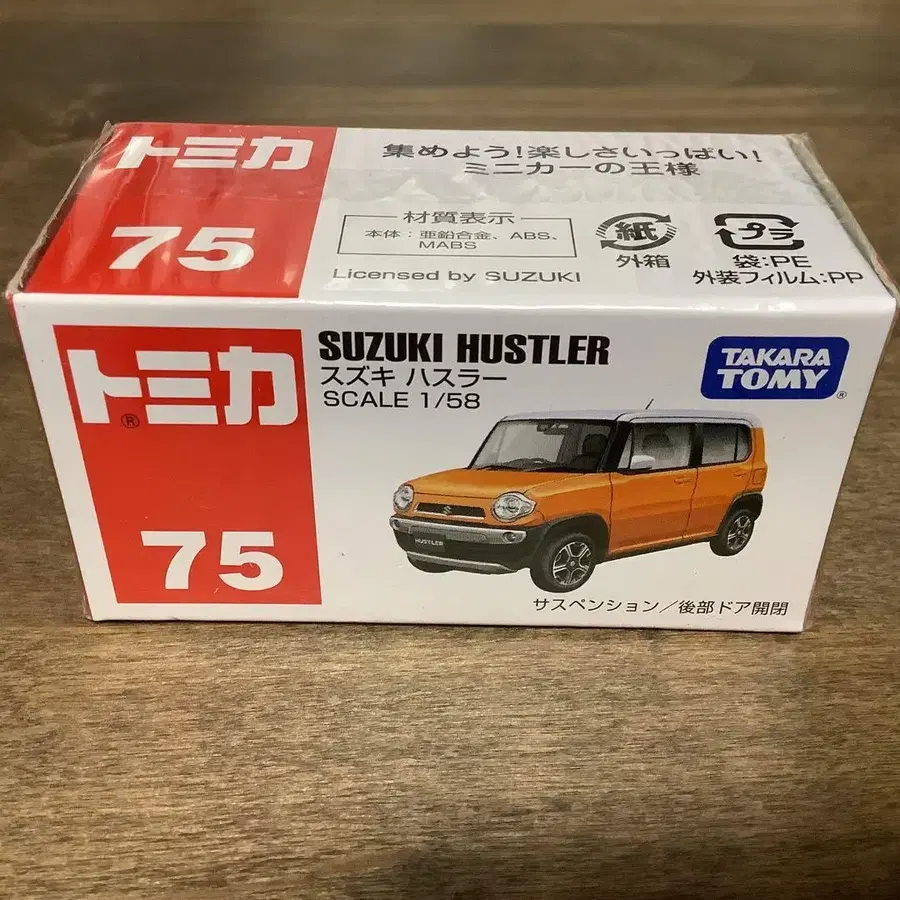 トミカ
75
集めよう!楽しさいっぱい!
ミニカーの王様
材質表示
本体:亜鉛合金、ABS、
MABS
Licensed by SUZUKI
紙
外箱
プラ
袋:PE
外装フィルム:PP
トミカ®
75
SUZUKI HUSTLER
スズキ ハスラー
SCALE 1/58
TAKARA
TOMY®
HUSTLER
サスペンション/後部ドア開閉